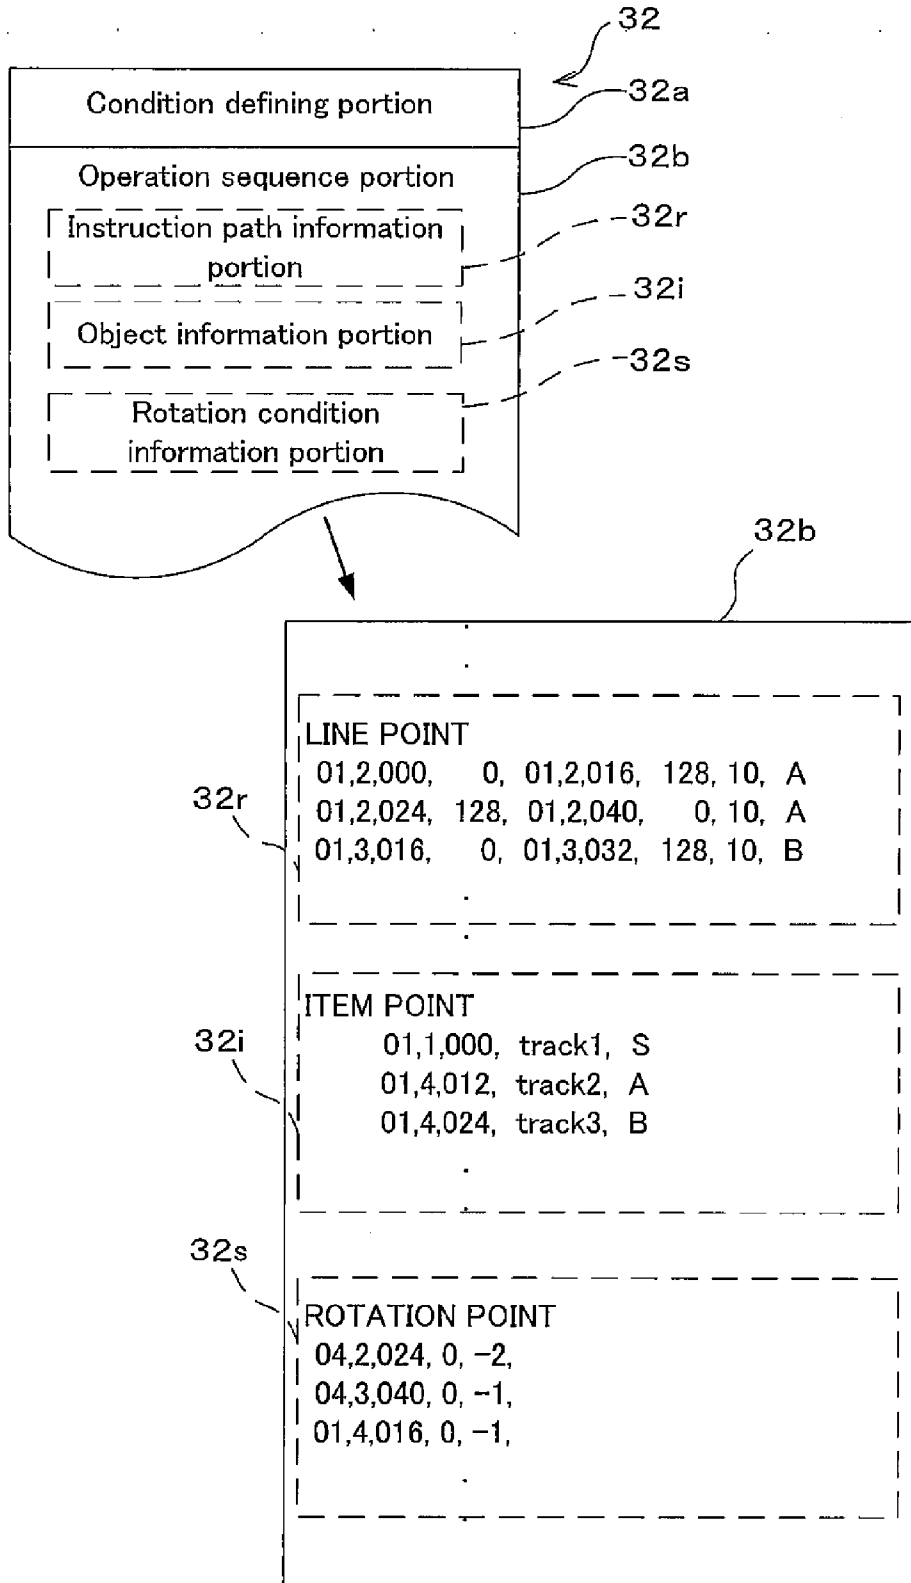 32
Condition defining portion
32a
32b
Operation sequence portion
Instruction path information
portion
32r
Object information portion
32i
Rotation condition
information portion
32s
32b
LINE POINT
01,2,000, 0, 01,2,016, 128, 10, A
01,2,024, 128, 01,2,040, 0, 10, A
01,3,016, 0, 01,3,032, 128, 10, B
32r
ITEM POINT
01,1,000, track1, S
01,4,012, track2, A
01,4,024, track3, B
32i
32s
ROTATION POINT
04,2,024, 0, -2,
04,3,040, 0, -1,
01,4,016, 0, -1,